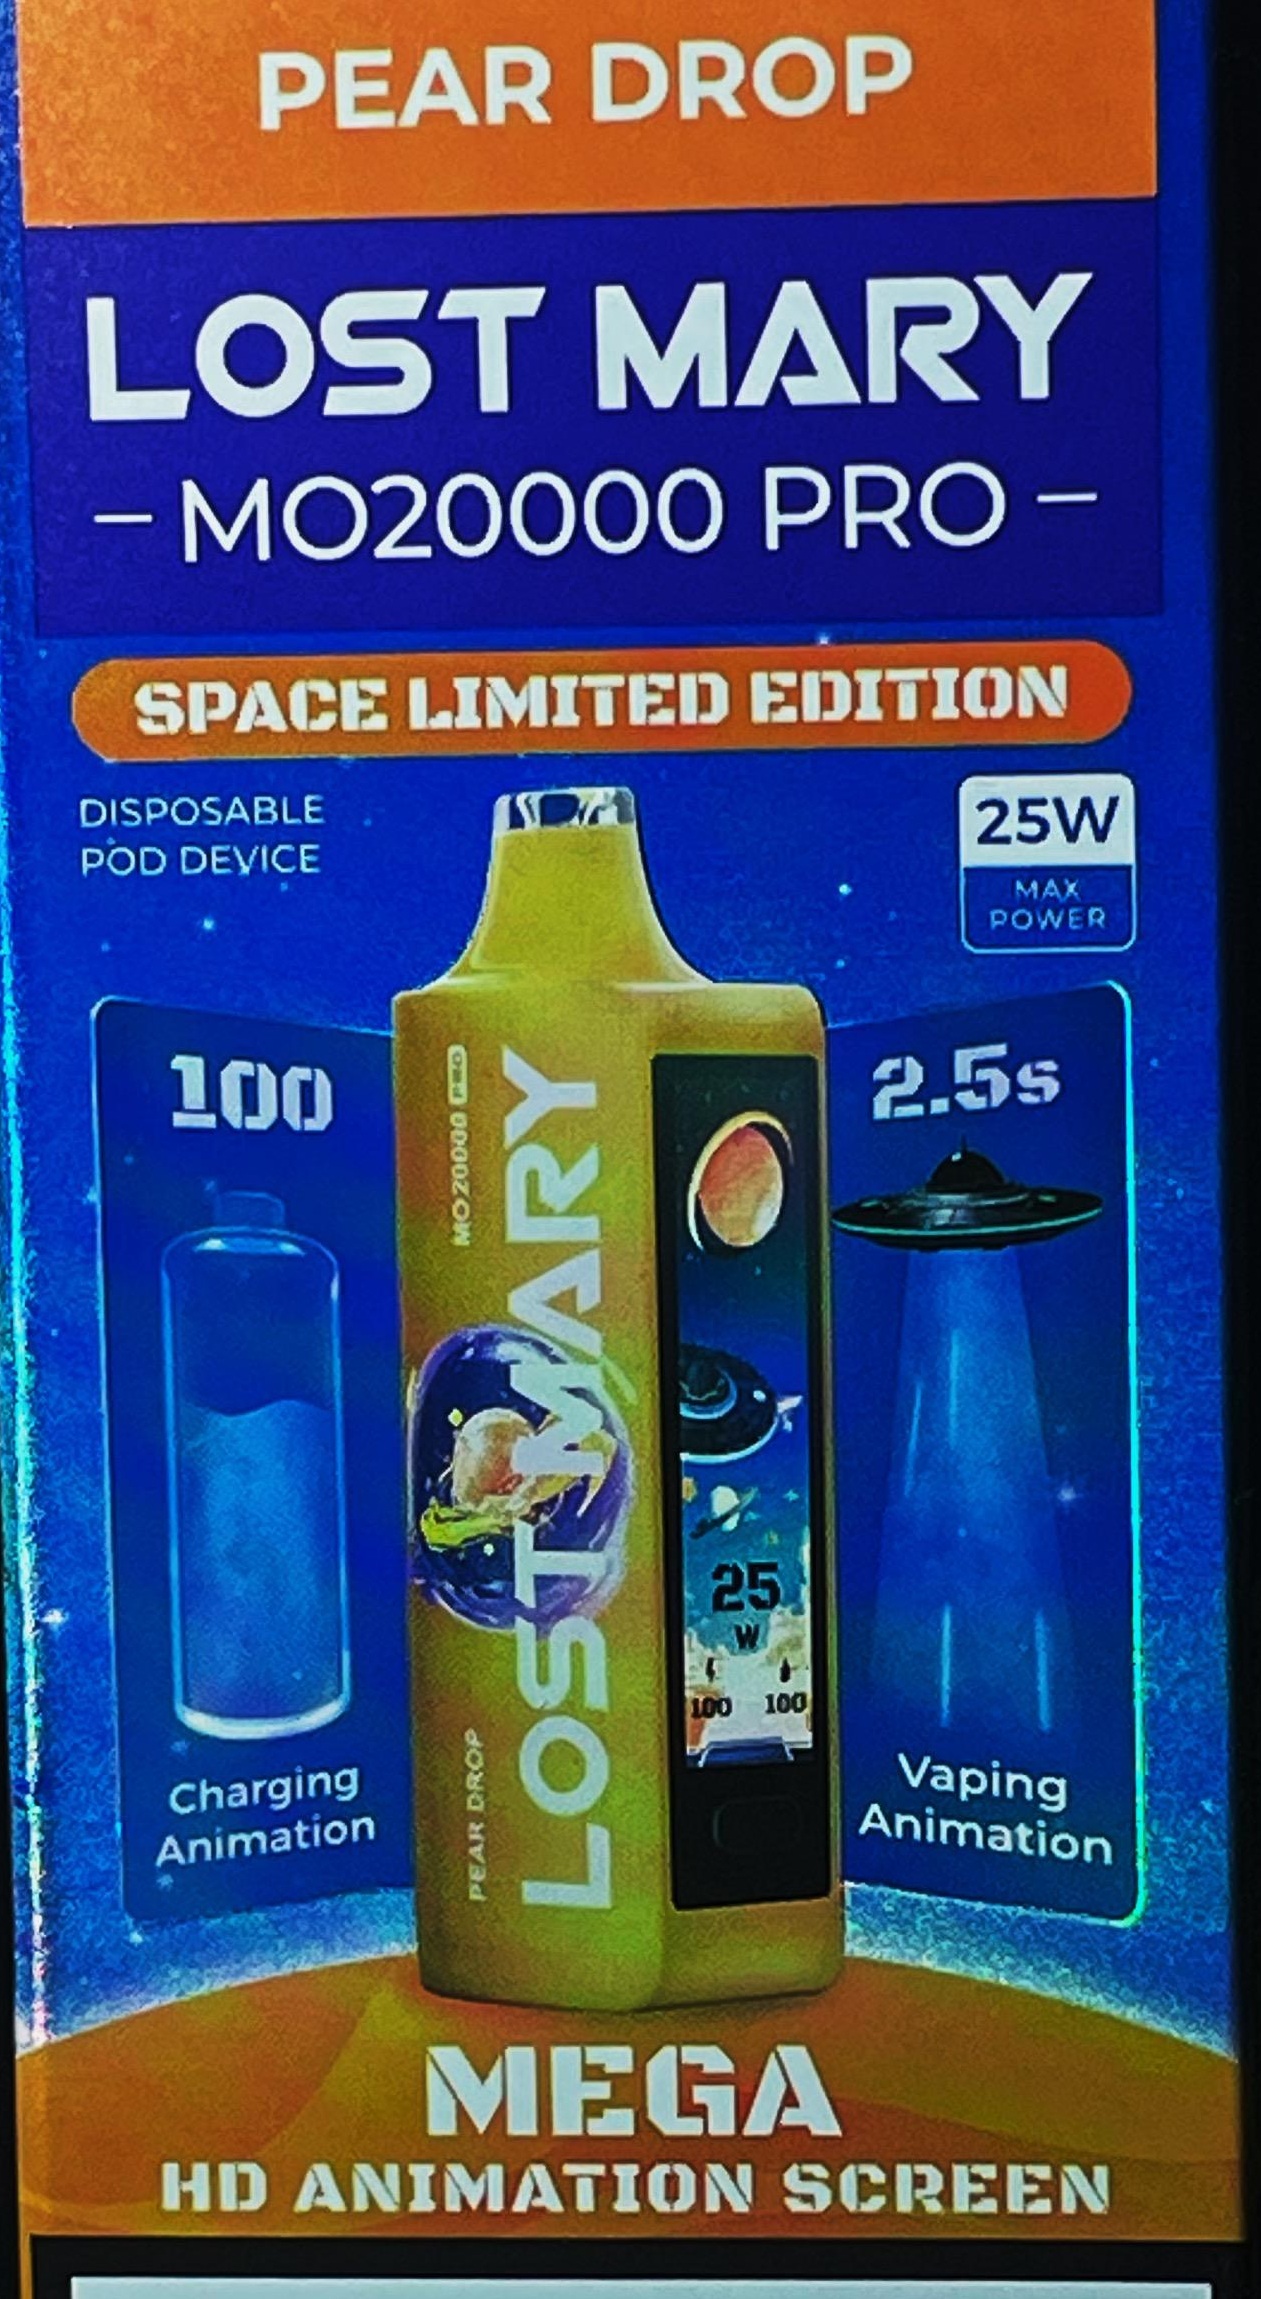 PEAR DROP
LOST MARY
– MO20000 PRO –
SPACE LIMITED EDITION
DISPOSABLE
POD DEVICE
25W
MAX
POWER
100
2.5s
MO20000 PRO
LOST MARY
PEAR DROP
25
W
100 100
Charging
Animation
Vaping
Animation
MEGA
HD ANIMATION SCREEN